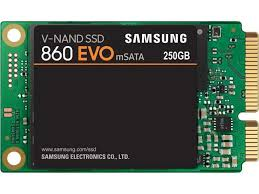 V-NAND SSD
860 EVO mSATA
SAMSUNG
250GB
www.samsung.com/ssd
SAMSUNG ELECTRONICS CO., LTD.